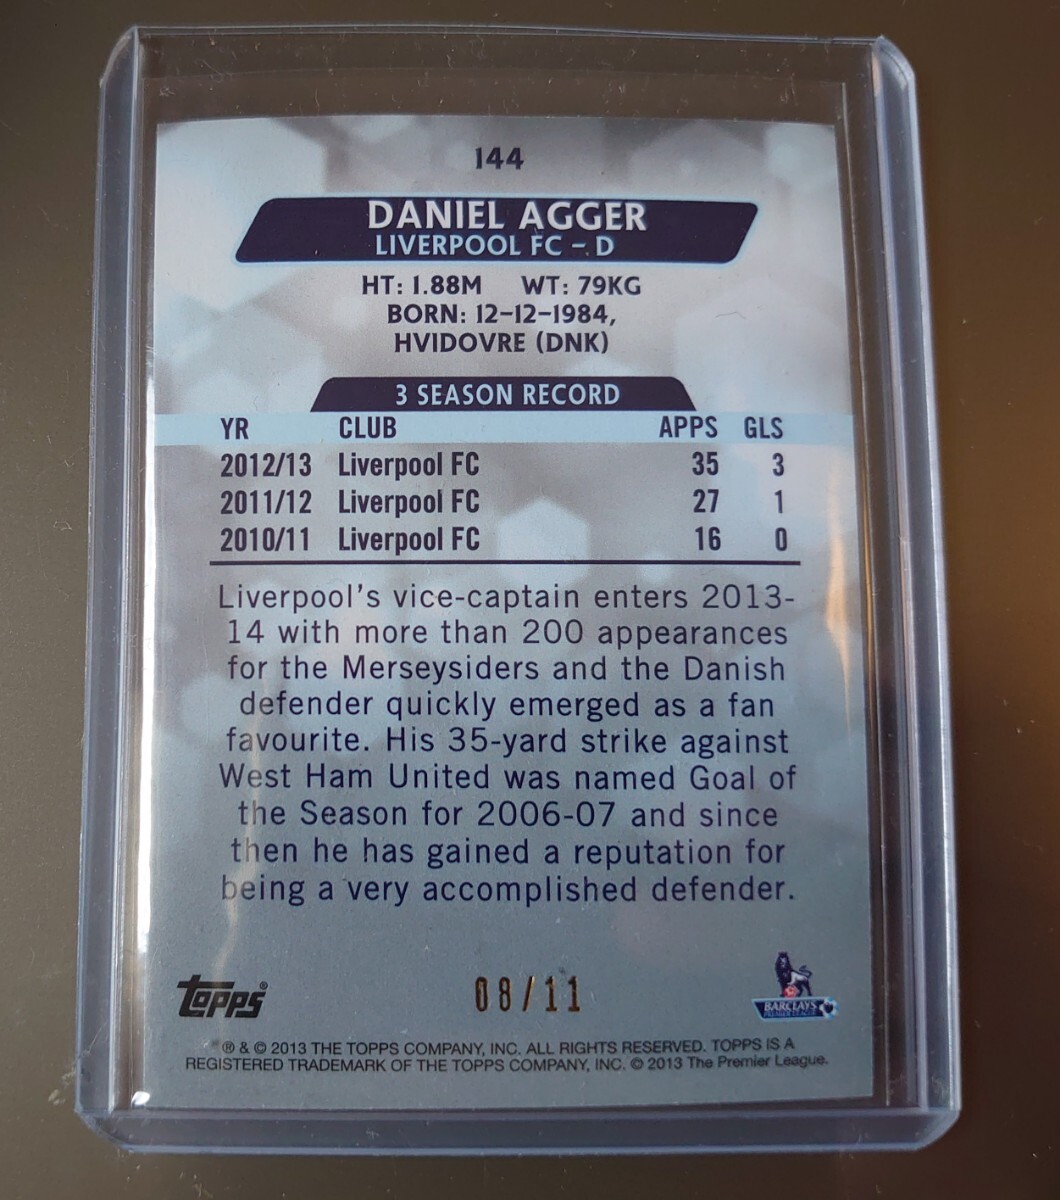 144
DANIEL AGGER
LIVERPOOL FC - D
HT: 1.88M WT: 79KG
BORN: 12-12-1984,
HVIDOVRE (DNK)
3 SEASON RECORD
YR CLUB APPS GLS
2012/13 Liverpool FC 35 3
2011/12 Liverpool FC 27 1
2010/11 Liverpool FC 16 0
Liverpool's vice-captain enters 2013-
14 with more than 200 appearances
for the Merseysiders and the Danish
defender quickly emerged as a fan
favourite. His 35-yard strike against
West Ham United was named Goal of
the Season for 2006-07 and since
then he has gained a reputation for
being a very accomplished defender.
topps®
08/11
BARCLAYS
PREMIER LEAGUE
® & © 2013 THE TOPPS COMPANY, INC. ALL RIGHTS RESERVED. TOPPS IS A
REGISTERED TRADEMARK OF THE TOPPS COMPANY, INC. © 2013 The Premier League.